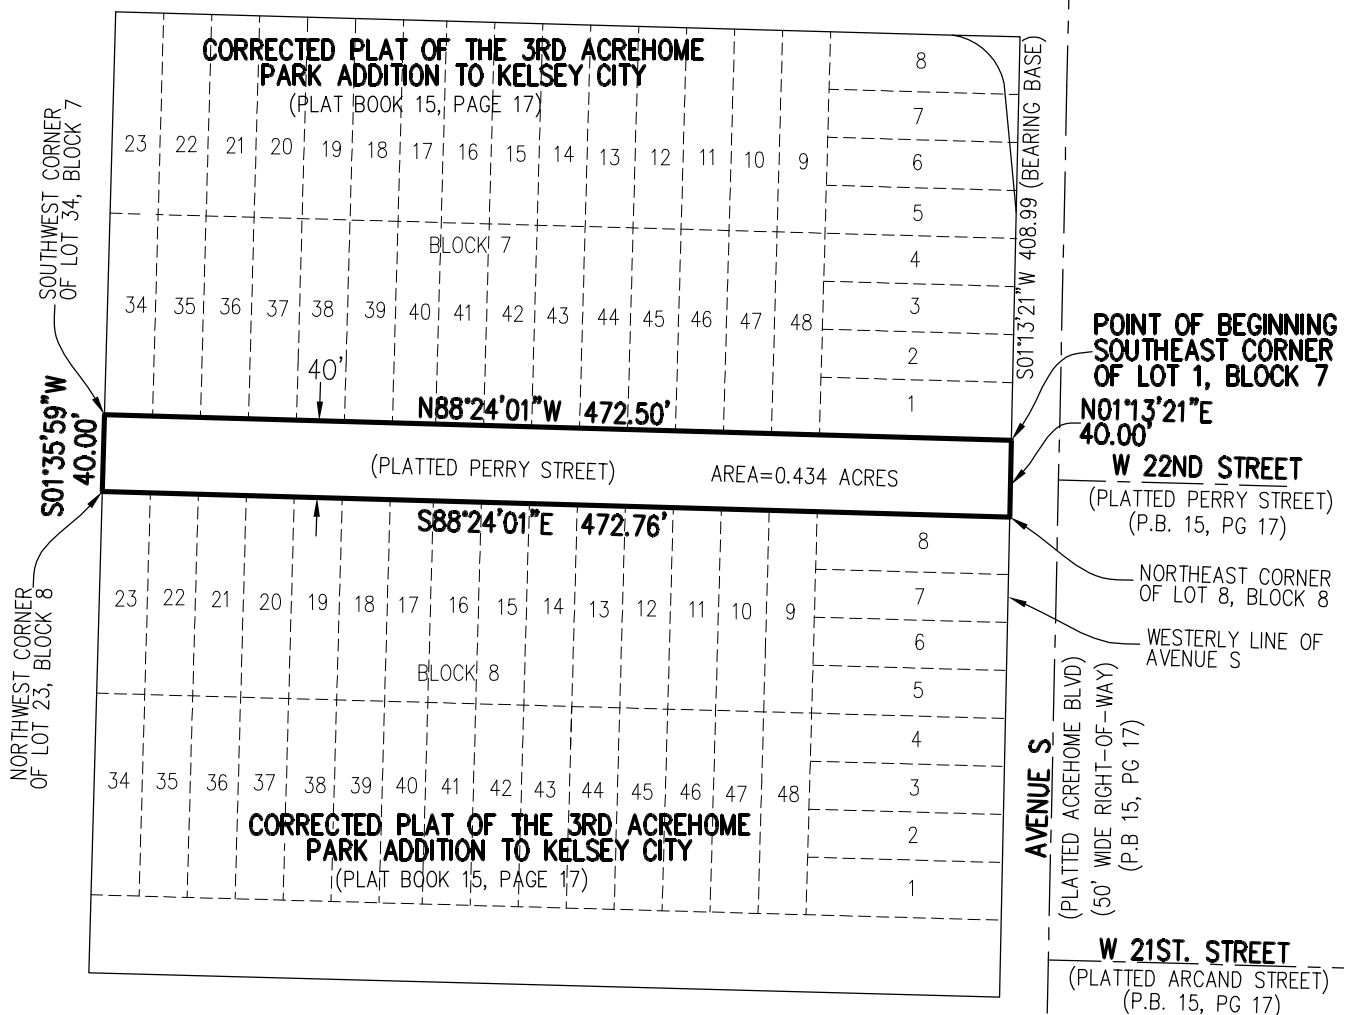 CORRECTED PLAT OF THE 3RD ACREHOME
PARK ADDITION TO KELSEY CITY
(PLAT BOOK 15, PAGE 17)
8
7
6
5
4
3
2
1
23 22 21 20 19 18 17 16 15 14 13 12 11 10 9
BLOCK 7
34 35 36 37 38 39 40 41 42 43 44 45 46 47 48
SOUTHWEST CORNER
OF LOT 34, BLOCK 7
S01°13'21"W 408.99 (BEARING BASE)
POINT OF BEGINNING
SOUTHEAST CORNER
OF LOT 1, BLOCK 7
N01°13'21"E
40.00'
40'
N88°24'01"W 472.50'
S01°35'59"W
40.00'
(PLATTED PERRY STREET) AREA=0.434 ACRES
S88°24'01"E 472.76'
W 22ND STREET
(PLATTED PERRY STREET)
(P.B. 15, PG 17)
NORTHEAST CORNER
OF LOT 8, BLOCK 8
WESTERLY LINE OF
AVENUE S
NORTHWEST CORNER
OF LOT 23, BLOCK 8
8
7
6
5
4
3
2
1
23 22 21 20 19 18 17 16 15 14 13 12 11 10 9
BLOCK 8
34 35 36 37 38 39 40 41 42 43 44 45 46 47 48
CORRECTED PLAT OF THE 3RD ACREHOME
PARK ADDITION TO KELSEY CITY
(PLAT BOOK 15, PAGE 17)
AVENUE S
(PLATTED ACREHOME BLVD)
(50' WIDE RIGHT-OF-WAY)
(P.B 15, PG 17)
W 21ST. STREET
(PLATTED ARCAND STREET)
(P.B. 15, PG 17)